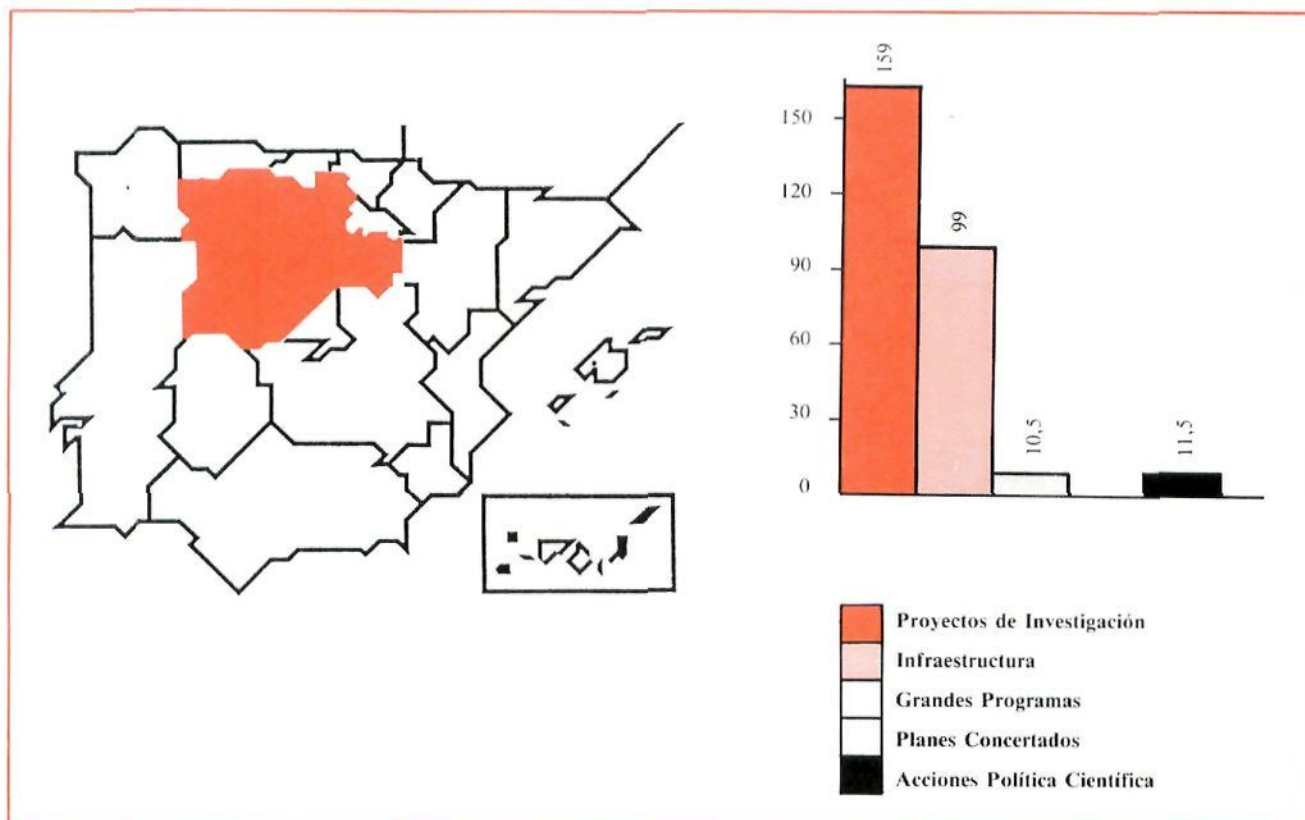 159
150
120
99
90
60
30
10,5
11,5
0
Proyectos de Investigación
Infraestructura
Grandes Programas
Planes Concertados
Acciones Política Científica